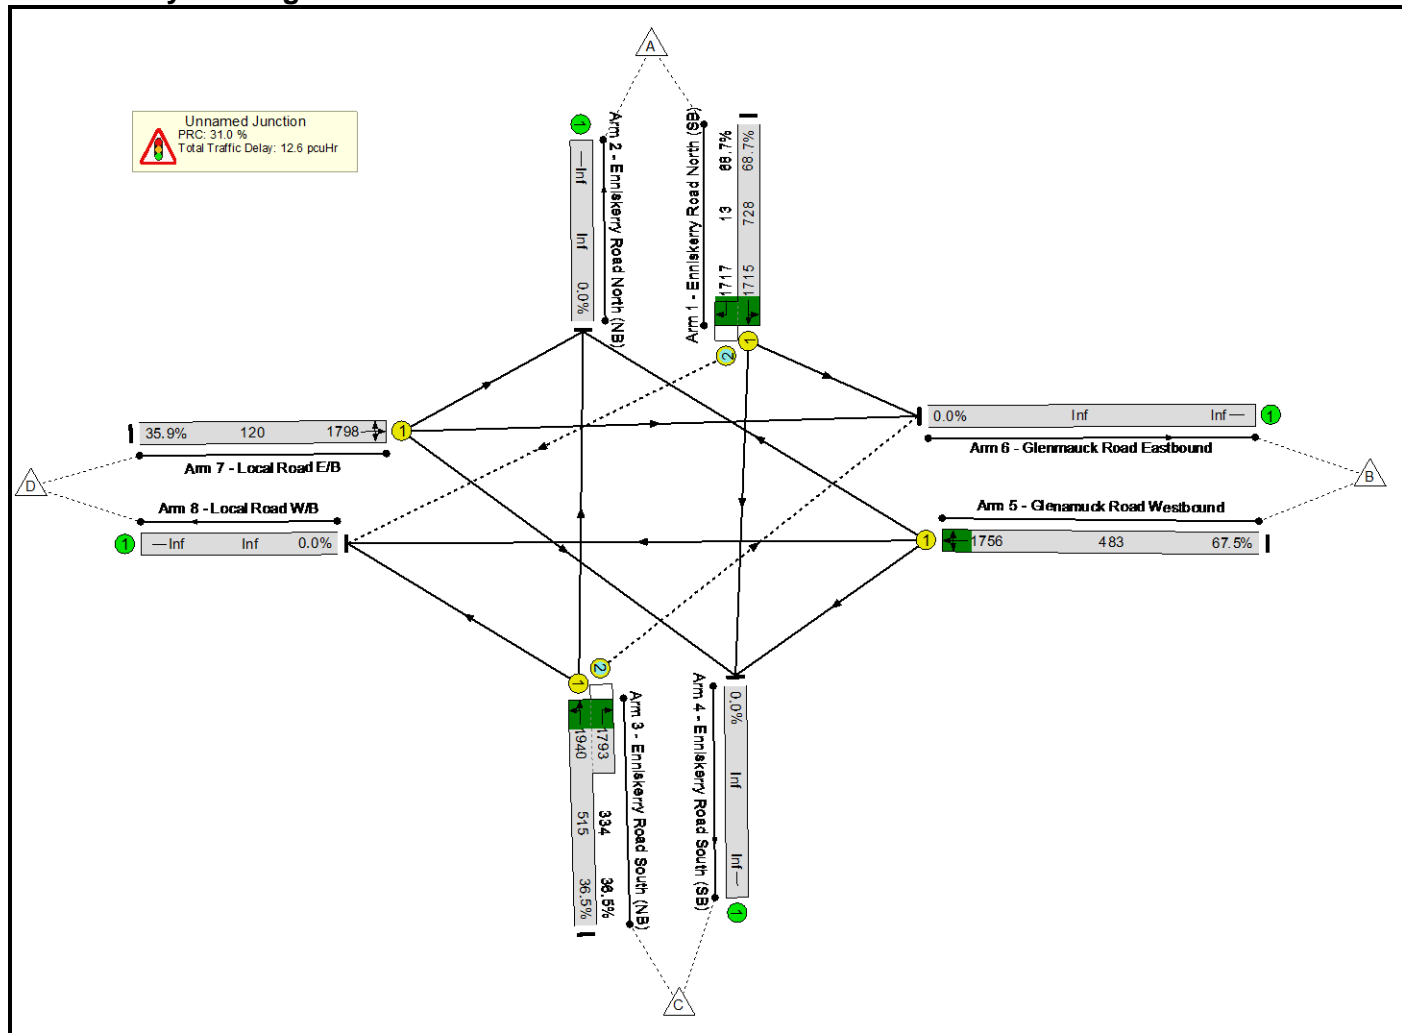 A
Unnamed Junction
PRC: 31.0 %
Total Traffic Delay: 12.6 pcuHr
1
Inf
Inf
0.0%
Arm 2 - Enniskerry Road North (NB)
Arm 1 - Enniskerry Road North (SB)
68.7%
13
1717
68.7%
728
1715
2
1
35.9%
120
1798
1
Arm 7 - Local Road E/B
0.0%
Inf
Inf
1
Arm 6 - Glenmauck Road Eastbound
D
B
Arm 8 - Local Road W/B
1
Inf
Inf
0.0%
Arm 5 - Glenamuck Road Westbound
1
1756
483
67.5%
1
2
1940
515
36.5%
1793
334
36.5%
Arm 3 - Enniskerry Road South (NB)
Arm 4 - Enniskerry Road South (SB)
0.0%
Inf
Inf
1
C